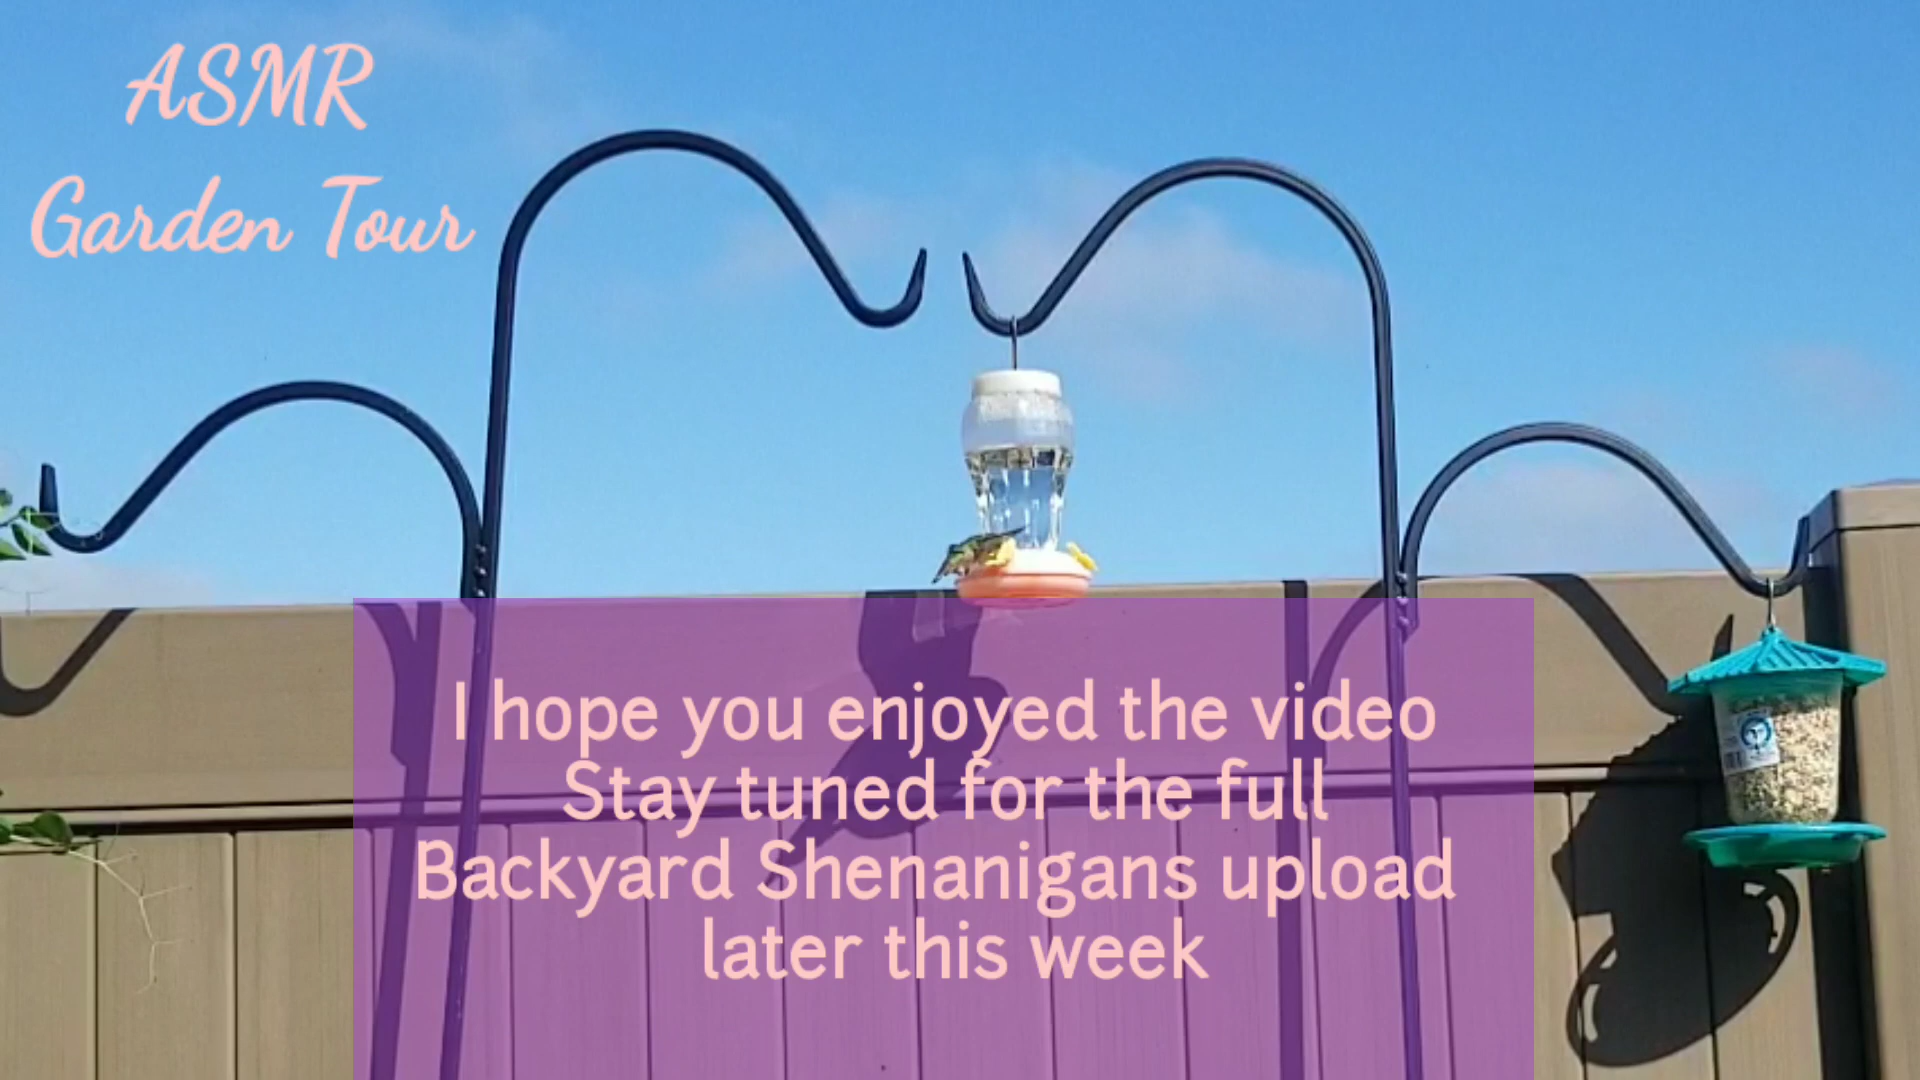 ASMR
Garden Tour
I hope you enjoyed the video
Stay tuned for the full
Backyard Shenanigans upload
later this week